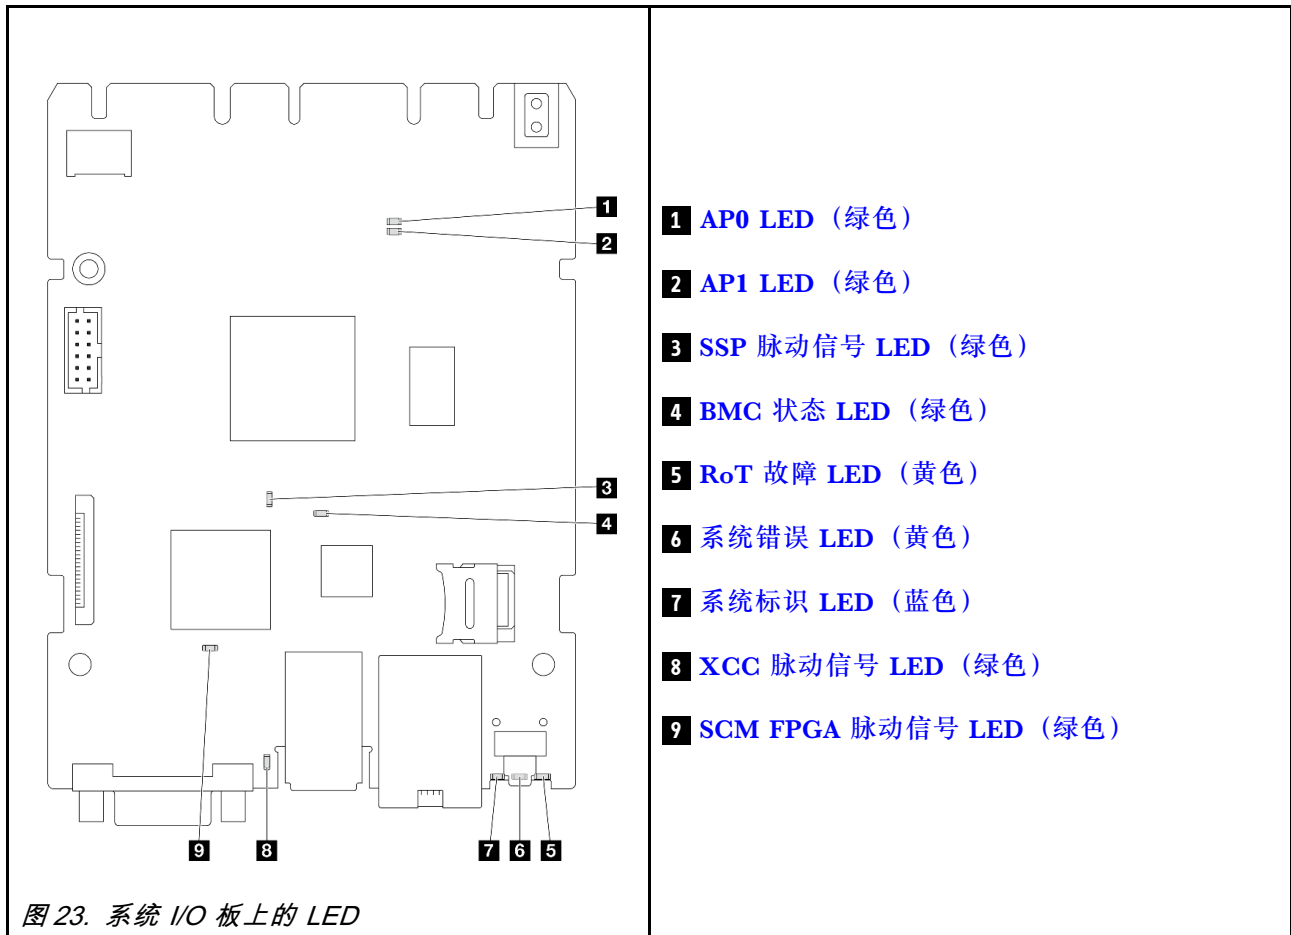 1
2
3
4
9
8
7 6 5
图 23. 系统 I/O 板上的 LED
1 AP0 LED（绿色）
2 AP1 LED（绿色）
3 SSP 脉动信号 LED（绿色）
4 BMC 状态 LED（绿色）
5 RoT 故障 LED（黄色）
6 系统错误 LED（黄色）
7 系统标识 LED（蓝色）
8 XCC 脉动信号 LED（绿色）
9 SCM FPGA 脉动信号 LED（绿色）